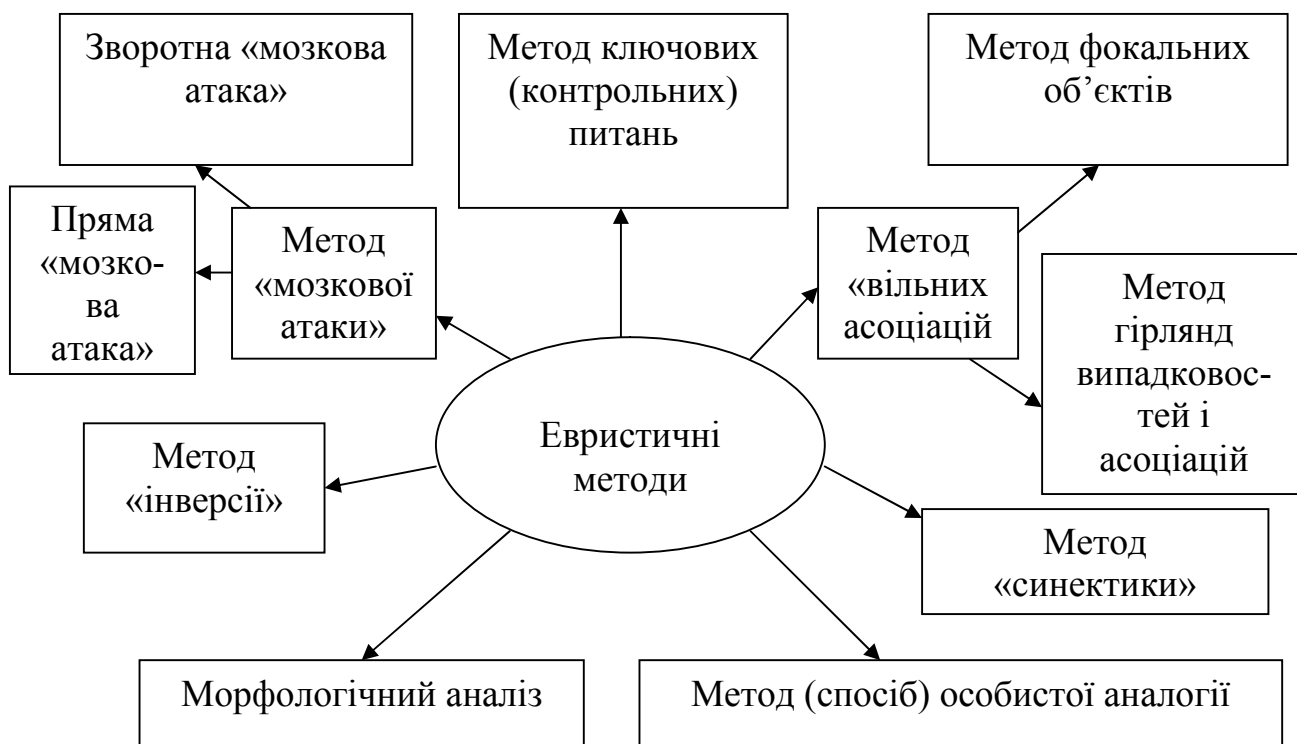 Зворотна «мозкова
атака»
Метод ключових
(контрольних)
питань
Метод фокальних
об’єктів
Пряма
«мозко-
ва
атака»
Метод
«мозкової
атаки»
Метод
«вільних
асоціацій
Метод
гірлянд
випадковос-
тей і
асоціацій
Евристичні
методи
Метод
«інверсії»
Метод
«синектики»
Морфологічний аналіз
Метод (спосіб) особистої аналогії